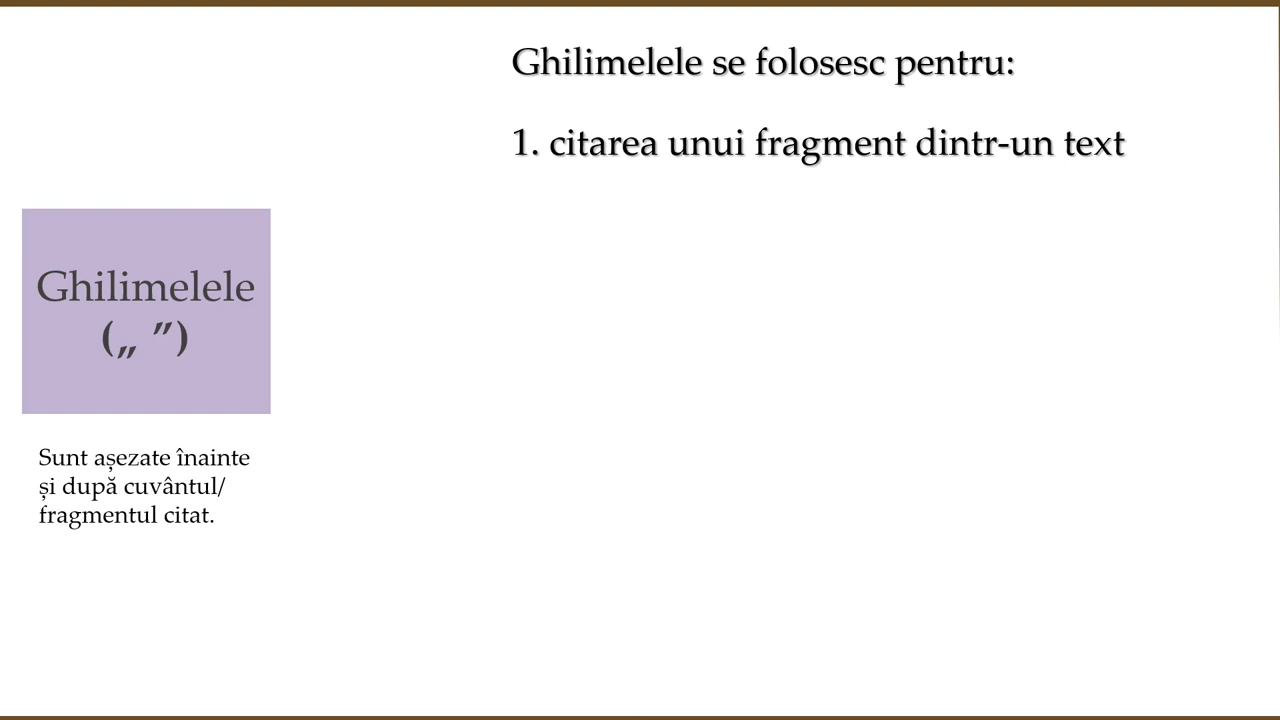 Ghilimelele se folosesc pentru:
1. citarea unui fragment dintr-un text
Ghilimelele
(„ ”)
Sunt așezate înainte
și după cuvântul/
fragmentul citat.